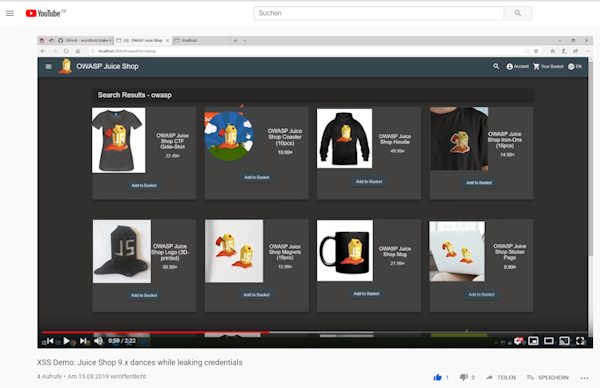 YouTube DE
Suchen
GitHub - wurstbrot/shake-l
OWASP Juice Shop
localhost
localhost:3000/#/search?q=owasp
OWASP Juice Shop
Account
Your Basket
EN
Search Results - owasp
OWASP Juice
Shop CTF
Girlie-Shirt
22.49¤
Add to Basket
OWASP Juice
Shop Coaster
(10pcs)
19.99¤
Add to Basket
OWASP Juice
Shop Hoodie
49.99¤
Add to Basket
OWASP Juice
Shop Iron-Ons
(16pcs)
14.99¤
Add to Basket
JS
OWASP Juice
Shop Logo (3D-
printed)
99.99¤
Add to Basket
JS
OWASP Juice
Shop Magnets
(16pcs)
15.99¤
Add to Basket
JS
OWASP Juice
Shop Mug
21.99¤
Add to Basket
OWASP Juice
Shop Sticker
Page
9.99¤
Add to Basket
0:59 / 2:22
XSS Demo: Juice Shop 9.x dances while leaking credentials
4 Aufrufe • Am 15.09.2019 veröffentlicht
1
0
TEILEN
SPEICHERN